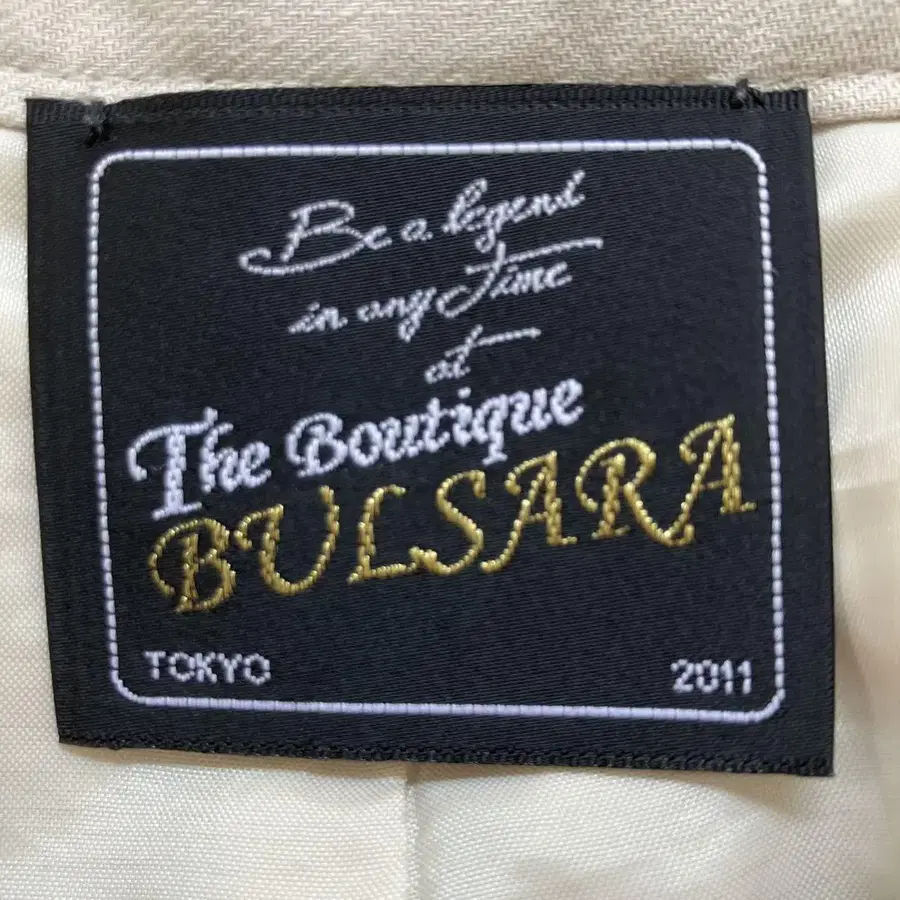 Be a legend
in any Time
at
The Boutique
BULSARA
TOKYO 2011